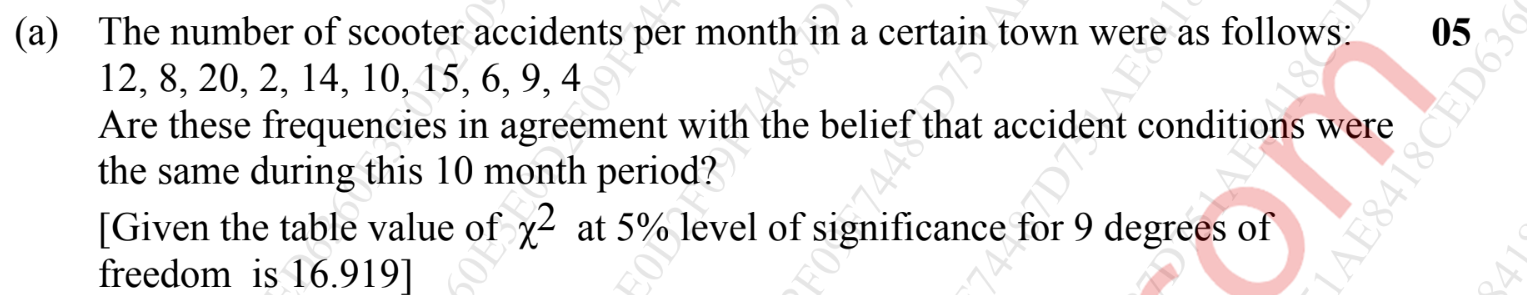 (a) The number of scooter accidents per month in a certain town were as follows: 05
12, 8, 20, 2, 14, 10, 15, 6, 9, 4
Are these frequencies in agreement with the belief that accident conditions were
the same during this 10 month period?
[Given the table value of χ2 at 5% level of significance for 9 degrees of
freedom is 16.919]